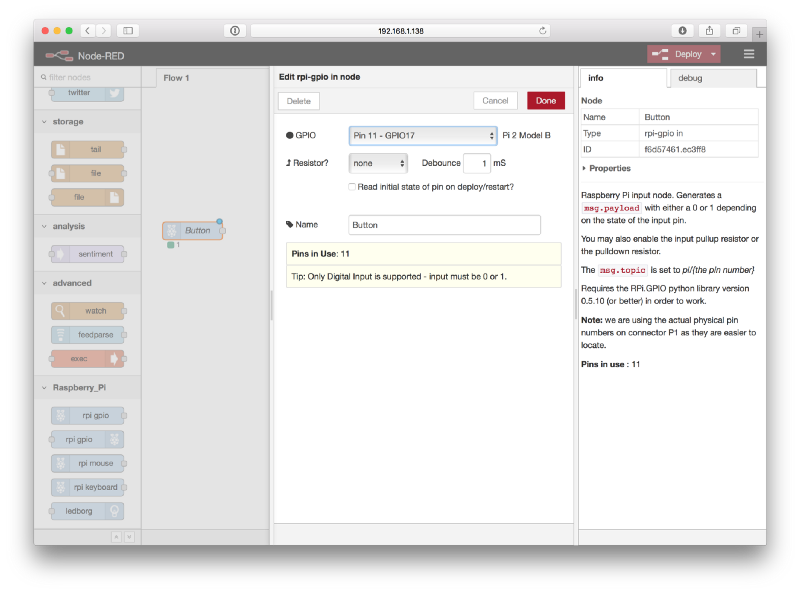 192.168.1.138
Node-RED
Deploy
filter nodes
twitter
storage
tail
file
file
analysis
sentiment
advanced
watch
feedparse
exec
Raspberry_Pi
rpi gpio
rpi gpio
rpi mouse
rpi keyboard
ledborg
Flow 1
Button
1
Edit rpi-gpio in node
Delete
Cancel
Done
GPIO
Pin 11 - GPIO17
Pi 2 Model B
Resistor?
none
Debounce
1
mS
Read initial state of pin on deploy/restart?
Name
Button
Pins in Use: 11
Tip: Only Digital Input is supported - input must be 0 or 1.
info
debug
Node
Name Button
Type rpi-gpio in
ID f6d57461.ec3ff8
Properties
Raspberry Pi input node. Generates a
msg.payload with either a 0 or 1 depending
on the state of the input pin.
You may also enable the input pullup resistor or
the pulldown resistor.
The msg.topic is set to pi/{the pin number}
Requires the RPi.GPIO python library version
0.5.10 (or better) in order to work.
Note: we are using the actual physical pin
numbers on connector P1 as they are easier to
locate.
Pins in use : 11